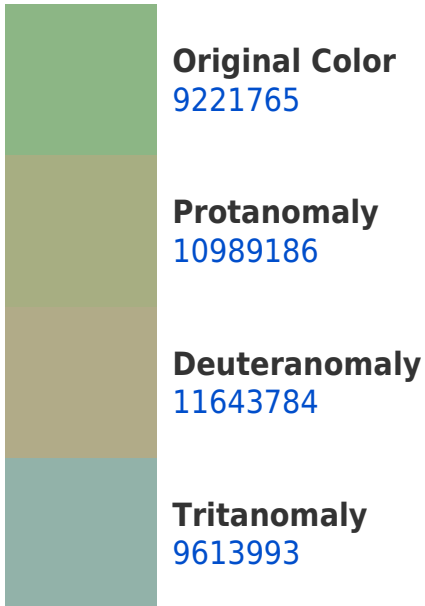 Original Color
9221765
Protanomaly
10989186
Deuteranomaly
11643784
Tritanomaly
9613993